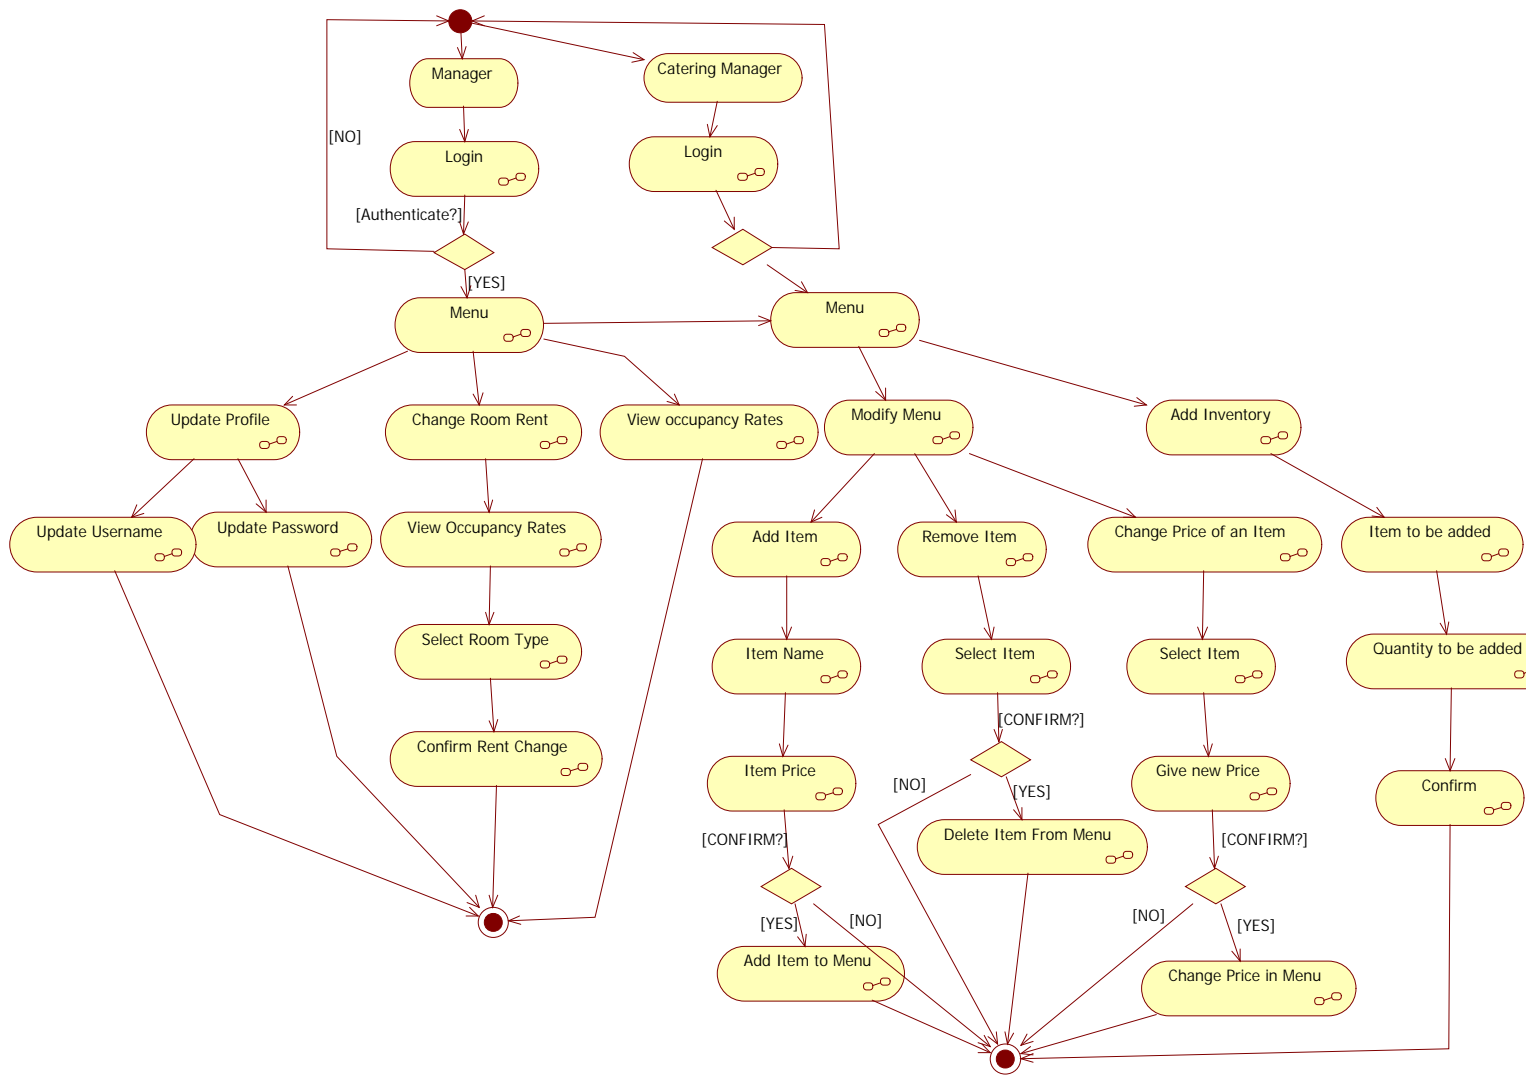 Manager
Catering Manager
[NO]
Login
Login
[Authenticate?]
[YES]
Menu
Menu
Update Profile
Change Room Rent
View occupancy Rates
Modify Menu
Add Inventory
Update Username
Update Password
View Occupancy Rates
Add Item
Remove Item
Change Price of an Item
Item to be added
Select Room Type
Item Name
Select Item
Select Item
Quantity to be added
[CONFIRM?]
Confirm Rent Change
Item Price
[NO]
[YES]
Give new Price
Confirm
[CONFIRM?]
Delete Item From Menu
[CONFIRM?]
[YES]
[NO]
[NO]
[YES]
Add Item to Menu
Change Price in Menu